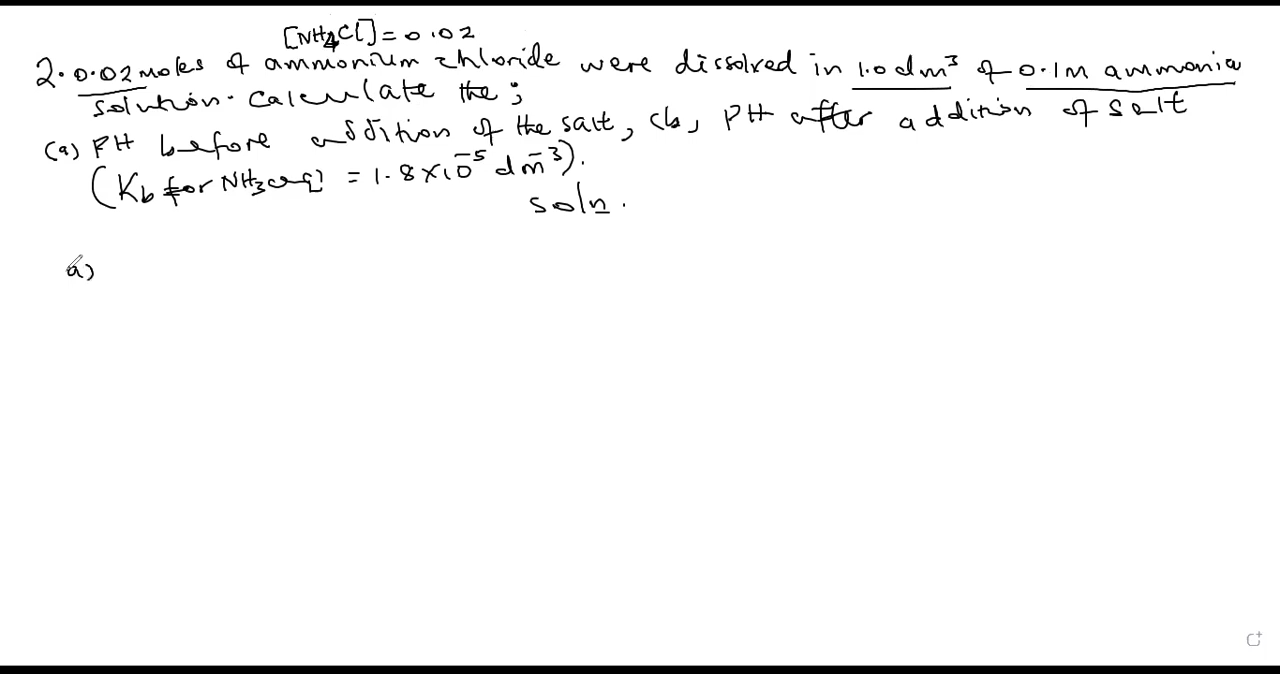 [NH4Cl] = 0.02
2. 0.02 moles of ammonium chloride were dissolved in 1.0 dm³ of 0.1M ammonia
solution. Calculate the ;
(a) PH before addition of the salt, (b) PH after addition of salt
(Kb for NH3(aq) = 1.8 × 10⁻⁵ dm⁻³).
soln.
a)